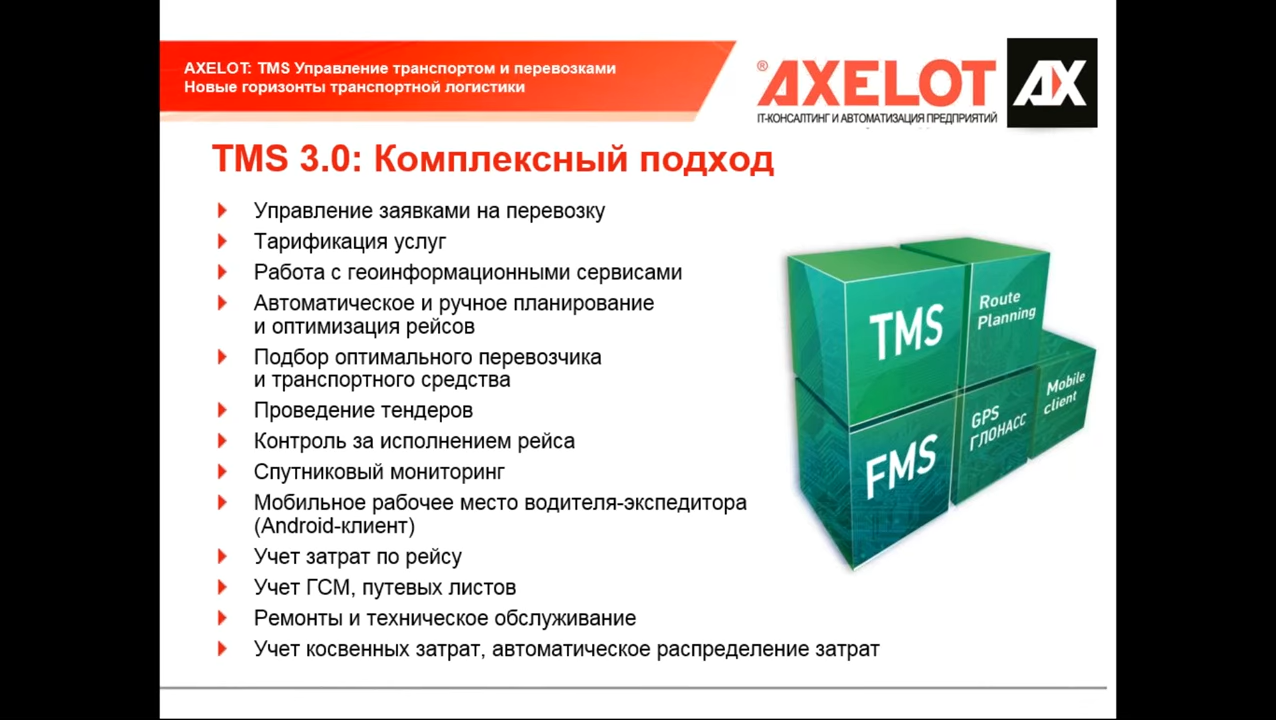 AXELOT: TMS Управление транспортом и перевозками
Новые горизонты транспортной логистики
® AXELOT AX
IT-КОНСАЛТИНГ И АВТОМАТИЗАЦИЯ ПРЕДПРИЯТИЙ
TMS 3.0: Комплексный подход
Управление заявками на перевозку
Тарификация услуг
Работа с геоинформационными сервисами
Автоматическое и ручное планирование
и оптимизация рейсов
Подбор оптимального перевозчика
и транспортного средства
Проведение тендеров
Контроль за исполнением рейса
Спутниковый мониторинг
Мобильное рабочее место водителя-экспедитора
(Android-клиент)
Учет затрат по рейсу
Учет ГСМ, путевых листов
Ремонты и техническое обслуживание
Учет косвенных затрат, автоматическое распределение затрат
TMS
Route
Planning
FMS
GPS
ГЛОНАСС
Mobile
client